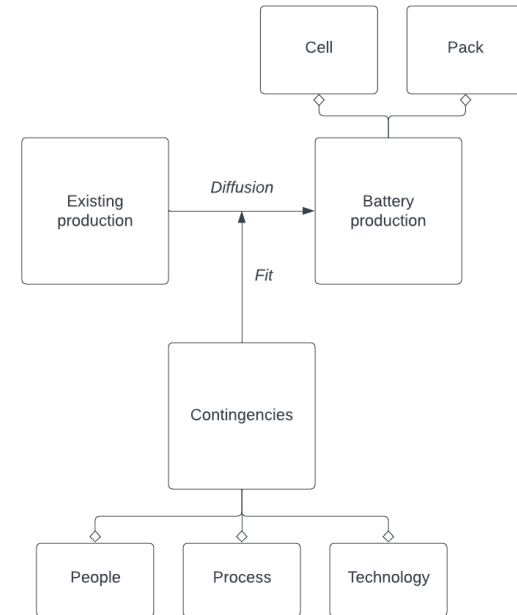 Cell
Pack
Existing
production
Diffusion
Battery
production
Fit
Contingencies
People
Process
Technology